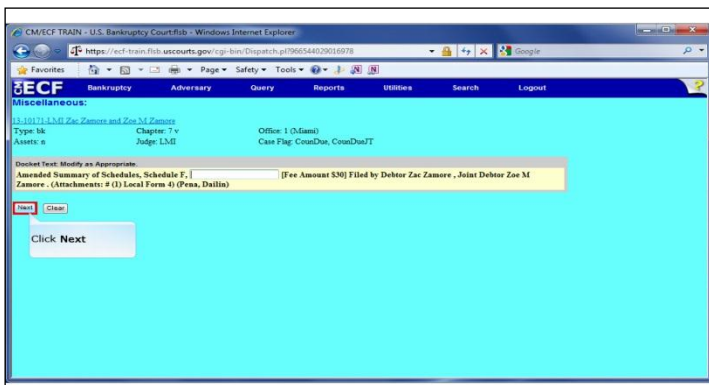 CM/ECF TRAIN - U.S. Bankruptcy Court:flsb - Windows Internet Explorer
https://ecf-train.flsb.uscourts.gov/cgi-bin/Dispatch.pl?966544029016978
Google
Favorites Page Safety Tools
ECF Bankruptcy Adversary Query Reports Utilities Search Logout
Miscellaneous:
13-10171-LMI Zac Zamore and Zoe M Zamore
Type: bk Chapter: 7 v Office: 1 (Miami)
Assets: n Judge: LMI Case Flag: CounDue, CounDueJT
Docket Text: Modify as Appropriate.
Amended Summary of Schedules, Schedule F, [Fee Amount $30] Filed by Debtor Zac Zamore , Joint Debtor Zoe M
Zamore . (Attachments: # (1) Local Form 4) (Pena, Dailin)
Next Clear
Click Next